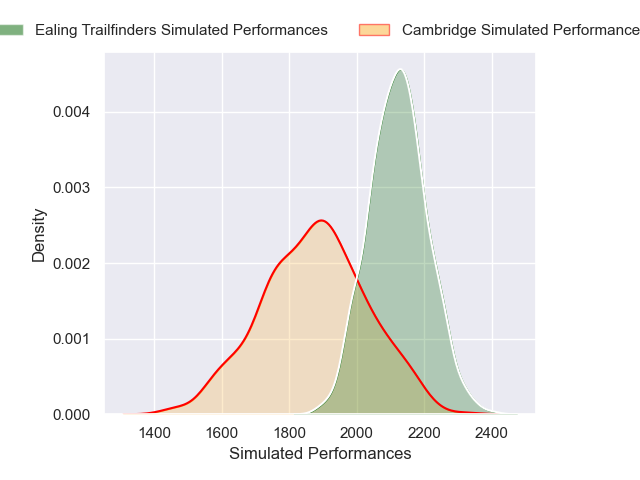 Ealing Trailfinders Simulated Performances
Cambridge Simulated Performance
0.004
0.003
0.002
0.001
0.000
Density
1400 1600 1800 2000 2200 2400
Simulated Performances